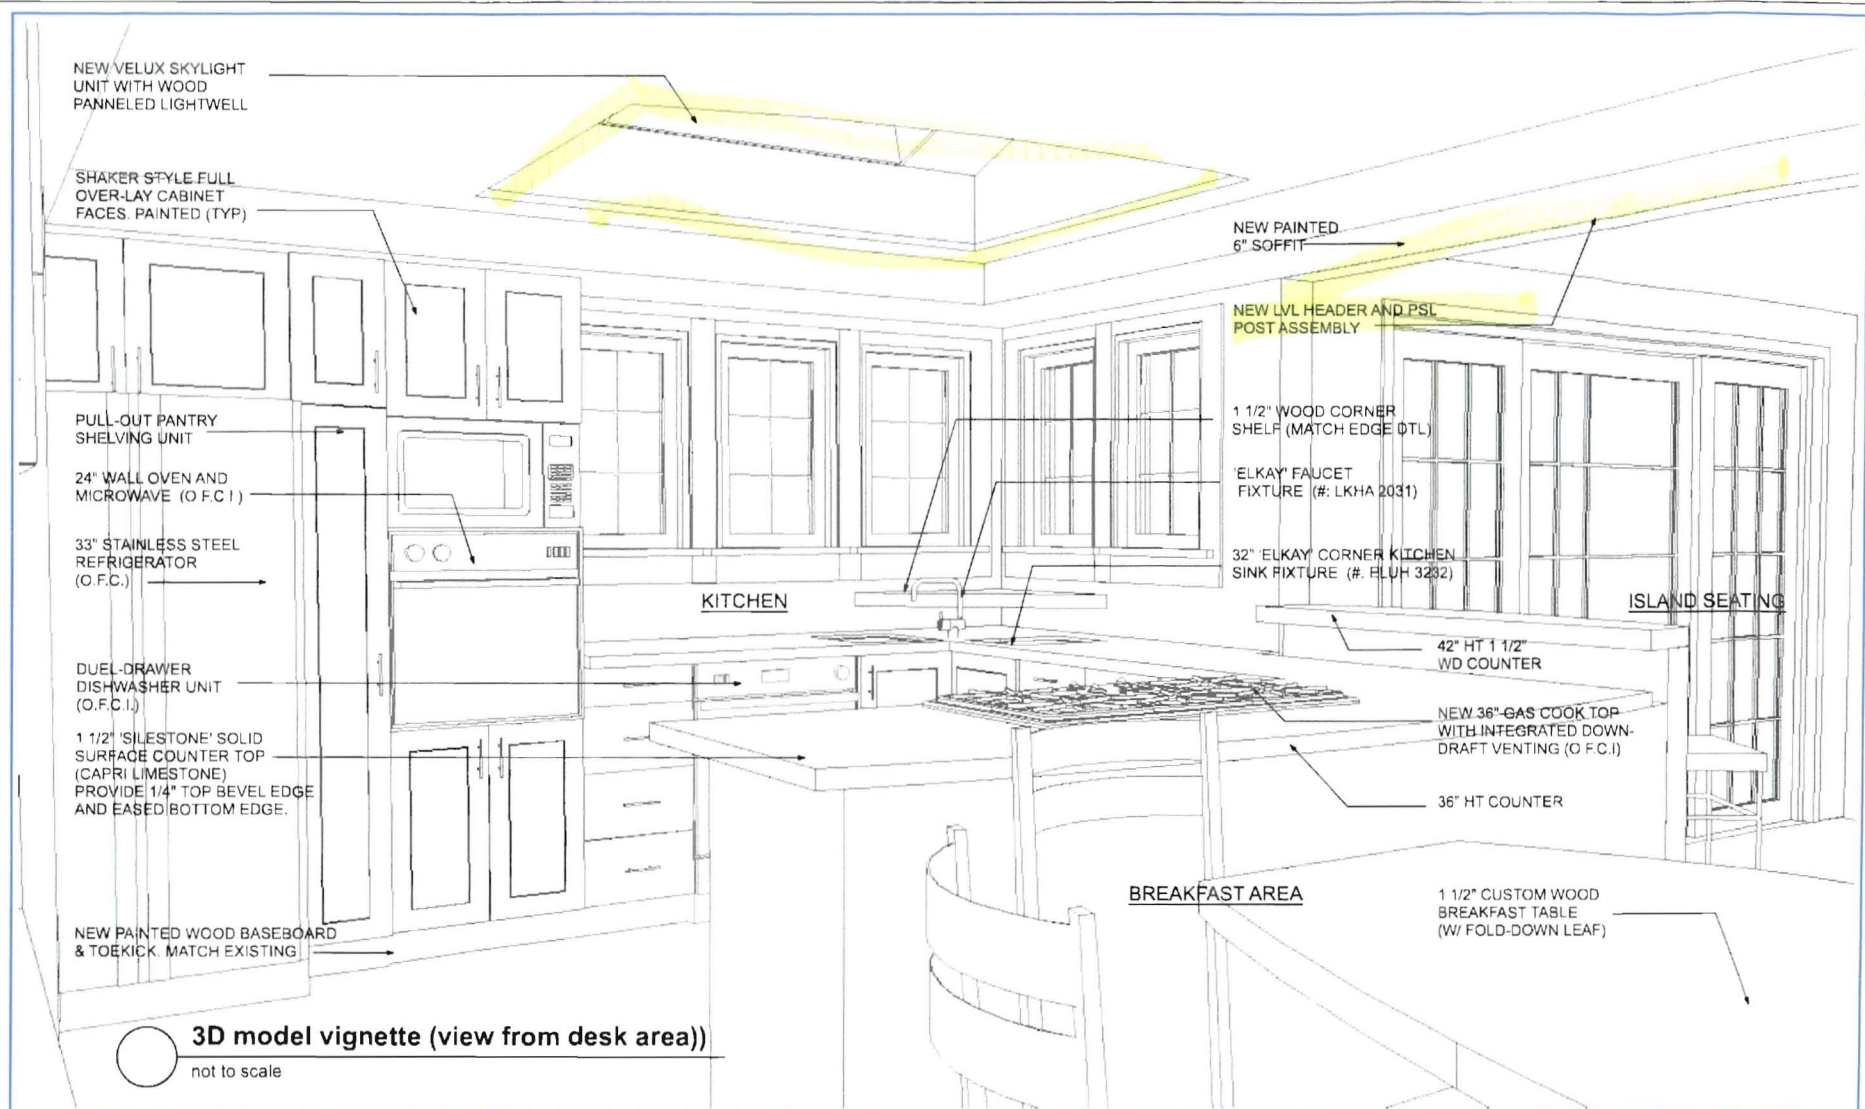 NEW VELUX SKYLIGHT
UNIT WITH WOOD
PANNELED LIGHTWELL
SHAKER STYLE FULL
OVER-LAY CABINET
FACES. PAINTED (TYP)
PULL-OUT PANTRY
SHELVING UNIT
24" WALL OVEN AND
MICROWAVE (O.F.C.I.)
33" STAINLESS STEEL
REFRIGERATOR
(O.F.C.)
DUEL-DRAWER
DISHWASHER UNIT
(O.F.C.I.)
1 1/2" 'SILESTONE' SOLID
SURFACE COUNTER TOP
(CAPRI LIMESTONE)
PROVIDE 1/4" TOP BEVEL EDGE
AND EASED BOTTOM EDGE.
NEW PAINTED WOOD BASEBOARD
& TOEKICK. MATCH EXISTING
KITCHEN
NEW PAINTED
6" SOFFIT
NEW LVL HEADER AND PSL
POST ASSEMBLY
1 1/2" WOOD CORNER
SHELF (MATCH EDGE DTL)
'ELKAY' FAUCET
FIXTURE (#: LKHA 2031)
32" 'ELKAY' CORNER KITCHEN
SINK FIXTURE (#: ELUH 3232)
ISLAND SEATING
42" HT 1 1/2"
WD COUNTER
NEW 36" GAS COOK TOP
WITH INTEGRATED DOWN-
DRAFT VENTING (O.F.C.I)
36" HT COUNTER
BREAKFAST AREA
1 1/2" CUSTOM WOOD
BREAKFAST TABLE
(W/ FOLD-DOWN LEAF)
3D model vignette (view from desk area))
not to scale